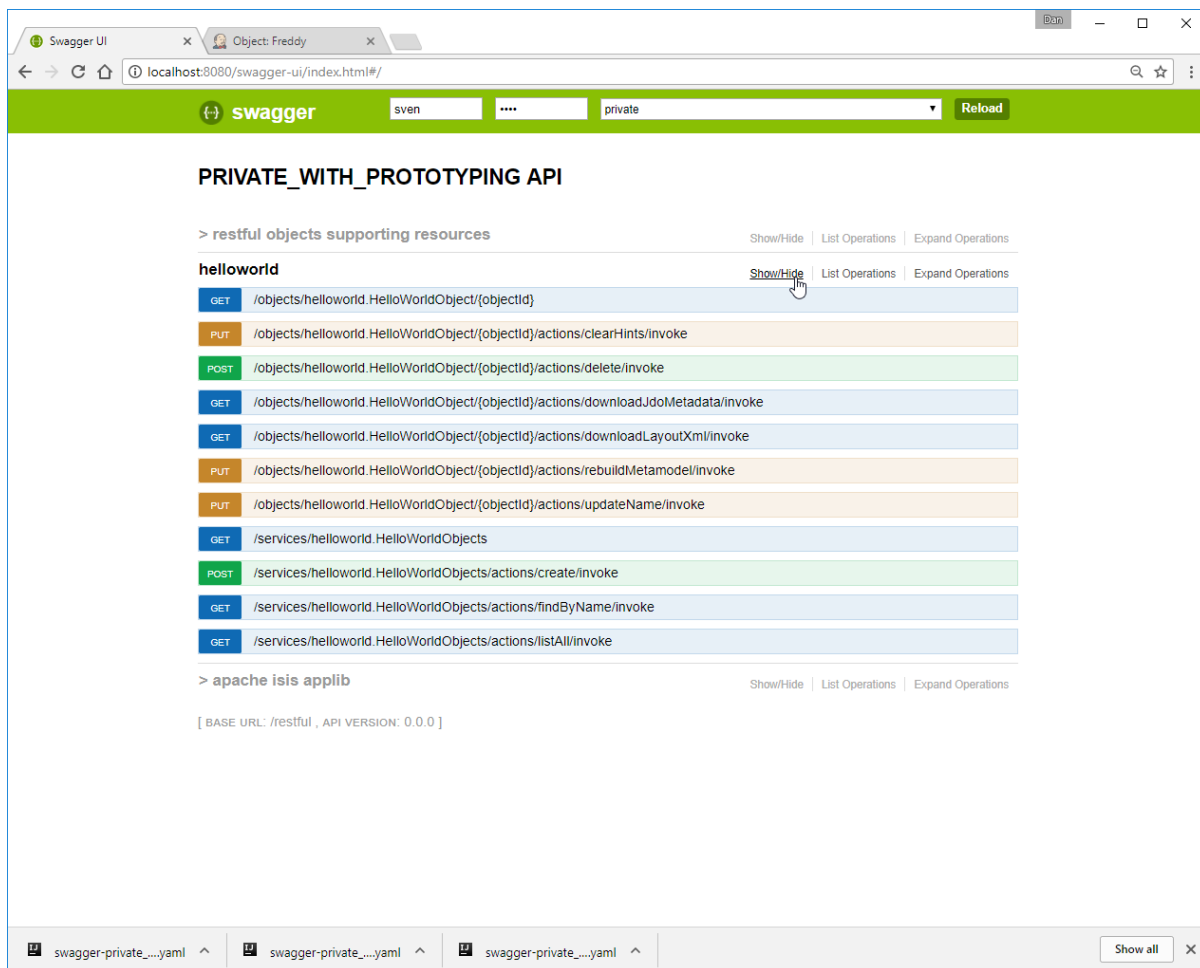 Dan
Swagger UI
Object: Freddy
localhost:8080/swagger-ui/index.html#/
swagger sven •••• private Reload
PRIVATE_WITH_PROTOTYPING API
> restful objects supporting resources Show/Hide List Operations Expand Operations
helloworld Show/Hide List Operations Expand Operations
GET /objects/helloworld.HelloWorldObject/{objectId}
PUT /objects/helloworld.HelloWorldObject/{objectId}/actions/clearHints/invoke
POST /objects/helloworld.HelloWorldObject/{objectId}/actions/delete/invoke
GET /objects/helloworld.HelloWorldObject/{objectId}/actions/downloadJdoMetadata/invoke
GET /objects/helloworld.HelloWorldObject/{objectId}/actions/downloadLayoutXml/invoke
PUT /objects/helloworld.HelloWorldObject/{objectId}/actions/rebuildMetamodel/invoke
PUT /objects/helloworld.HelloWorldObject/{objectId}/actions/updateName/invoke
GET /services/helloworld.HelloWorldObjects
POST /services/helloworld.HelloWorldObjects/actions/create/invoke
GET /services/helloworld.HelloWorldObjects/actions/findByName/invoke
GET /services/helloworld.HelloWorldObjects/actions/listAll/invoke
> apache isis applib Show/Hide List Operations Expand Operations
[ BASE URL: /restful , API VERSION: 0.0.0 ]
swagger-private_....yaml swagger-private_....yaml swagger-private_....yaml Show all